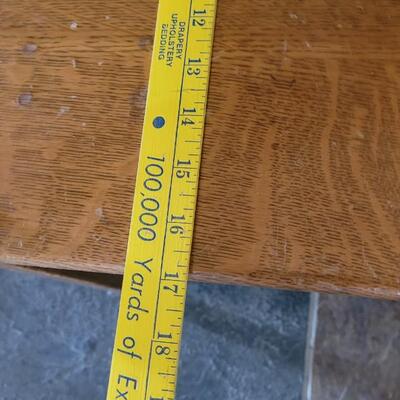 DRAPERY
UPHOLSTERY
BEDDING
100,000 Yards of Ex
12
13
14
15
16
17
18